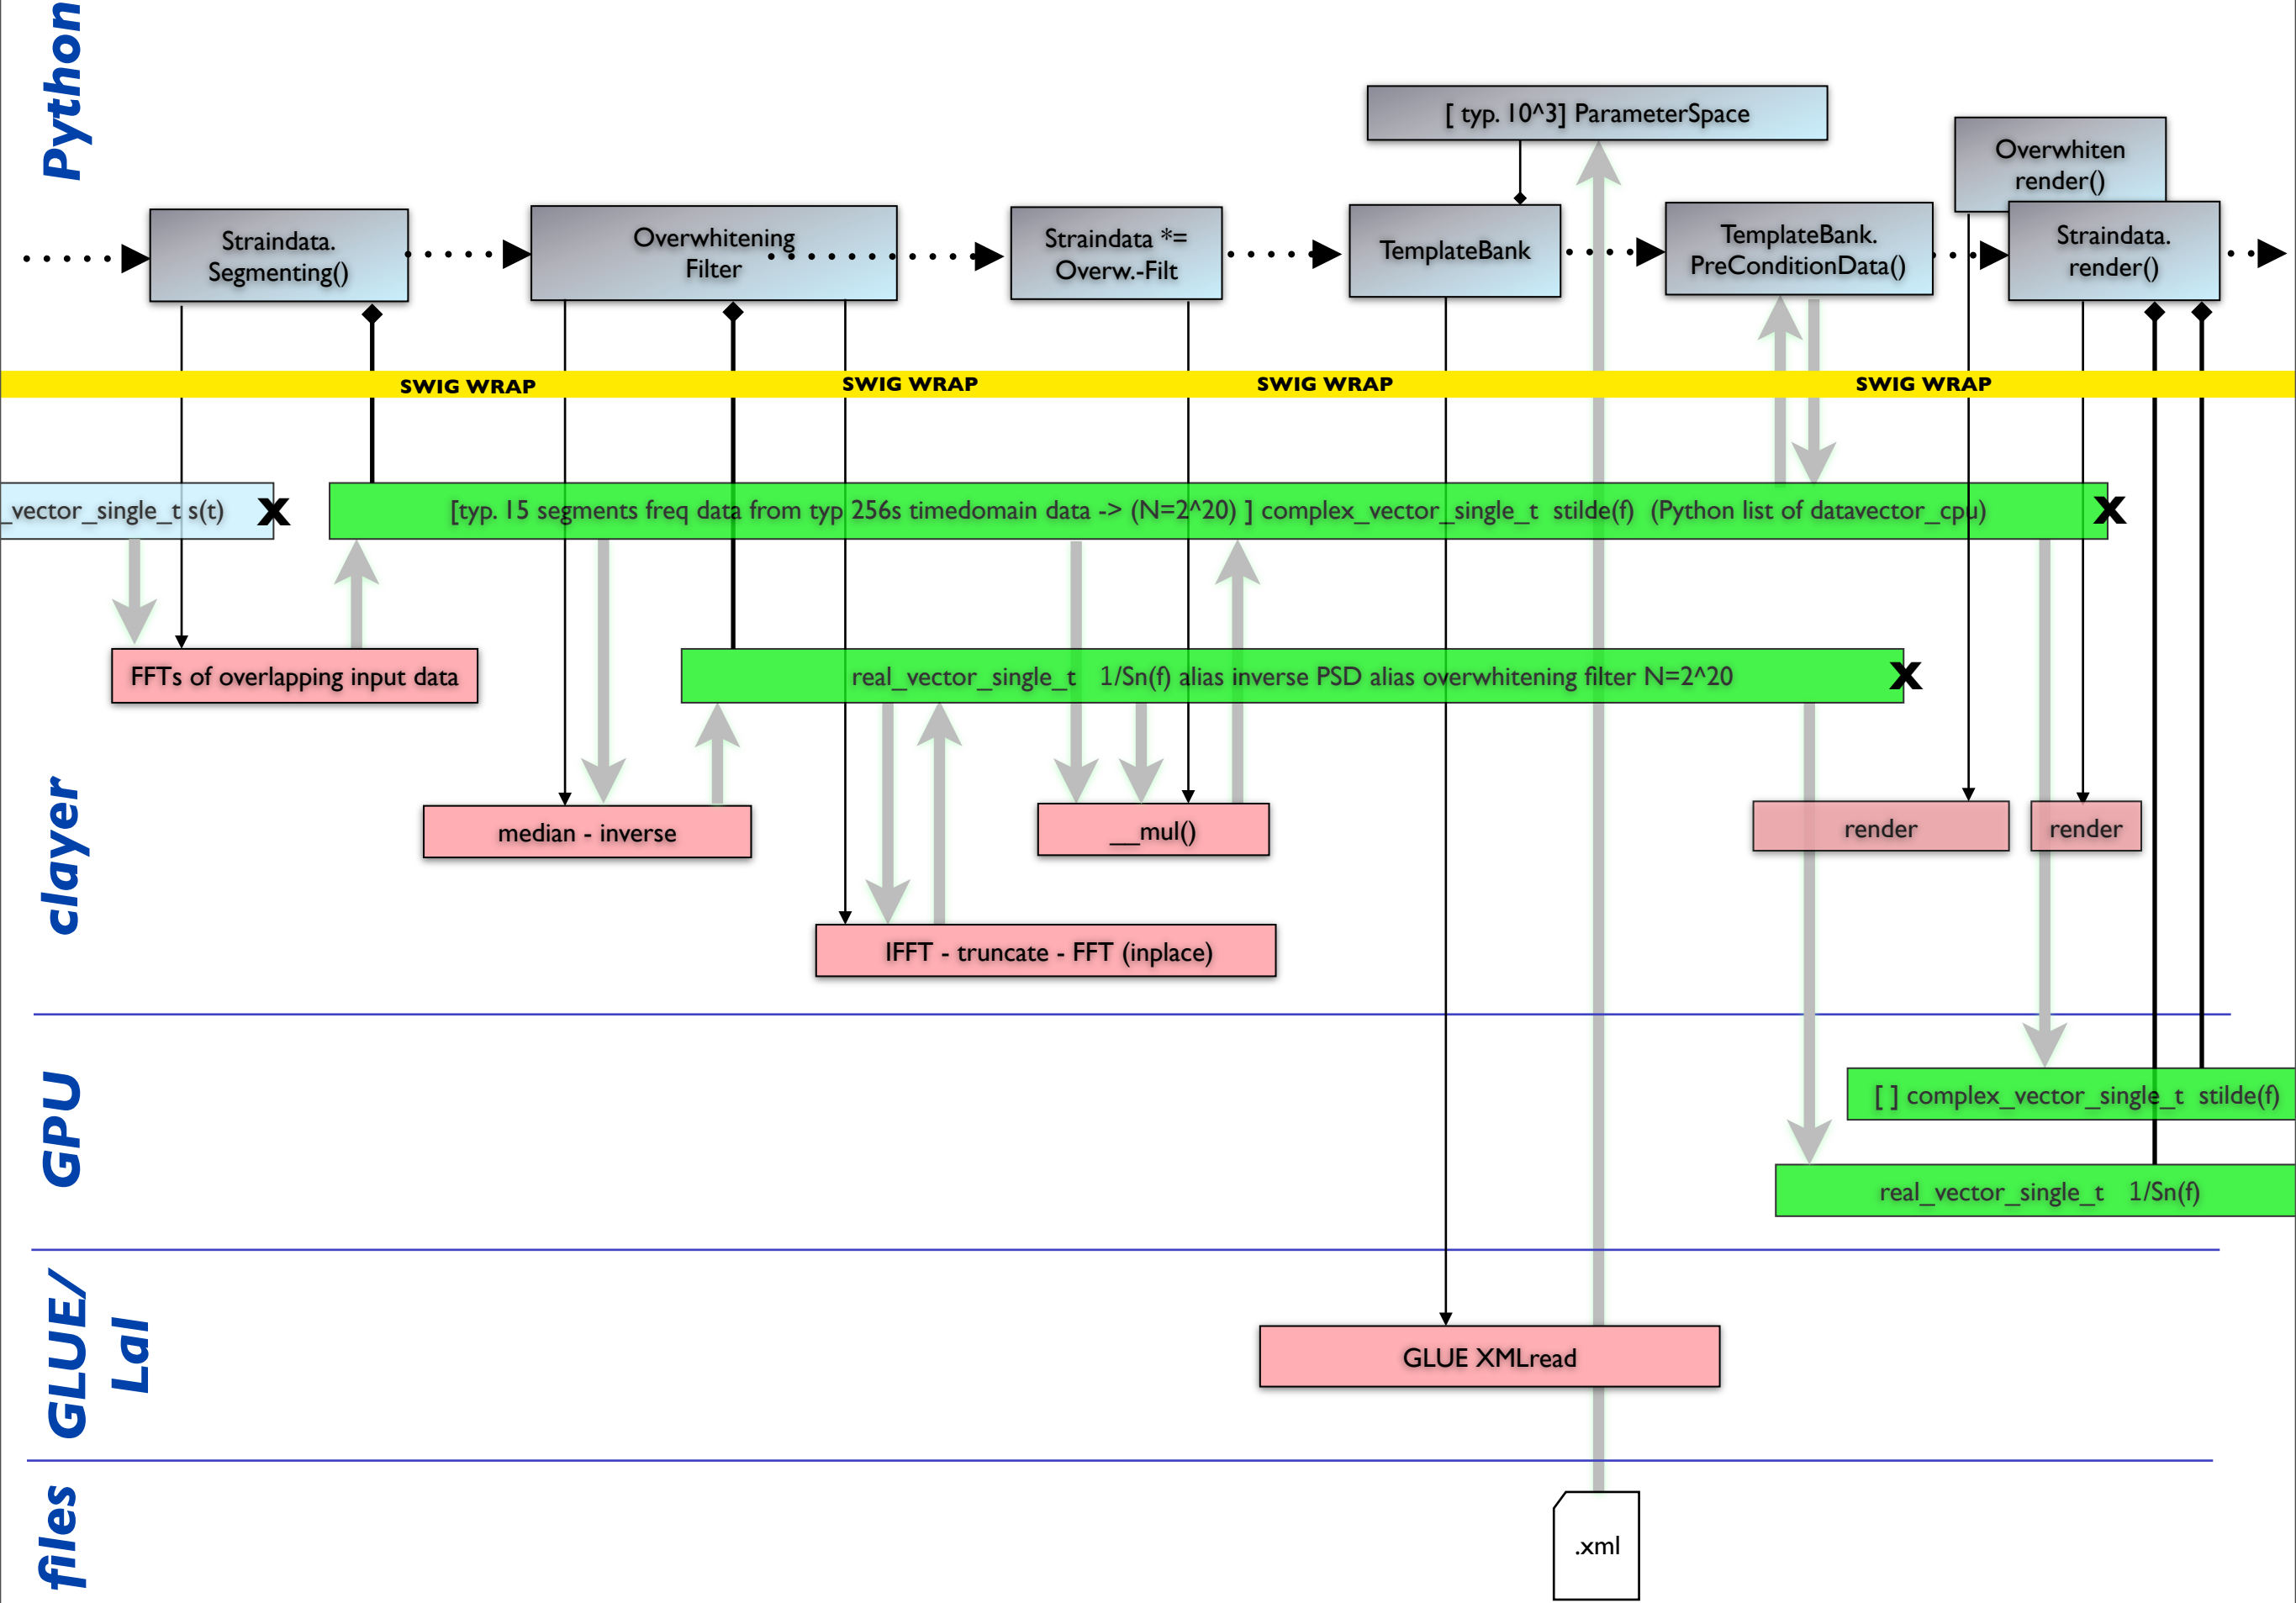 Python
[ typ. 10^3] ParameterSpace
Overwhiten
render()
Straindata.
Segmenting()
Overwhitening
Filter
Straindata *=
Overw.-Filt
TemplateBank
TemplateBank.
PreConditionData()
Straindata.
render()
SWIG WRAP
SWIG WRAP
SWIG WRAP
SWIG WRAP
_vector_single_t s(t)
X
[typ. 15 segments freq data from typ 256s timedomain data -> (N=2^20) ] complex_vector_single_t stilde(f) (Python list of datavector_cpu)
X
FFTs of overlapping input data
real_vector_single_t 1/Sn(f) alias inverse PSD alias overwhitening filter N=2^20
X
clayer
median - inverse
__mul()
render
render
IFFT - truncate - FFT (inplace)
GPU
[ ] complex_vector_single_t stilde(f)
real_vector_single_t 1/Sn(f)
GLUE/
Lal
GLUE XMLread
files
.xml